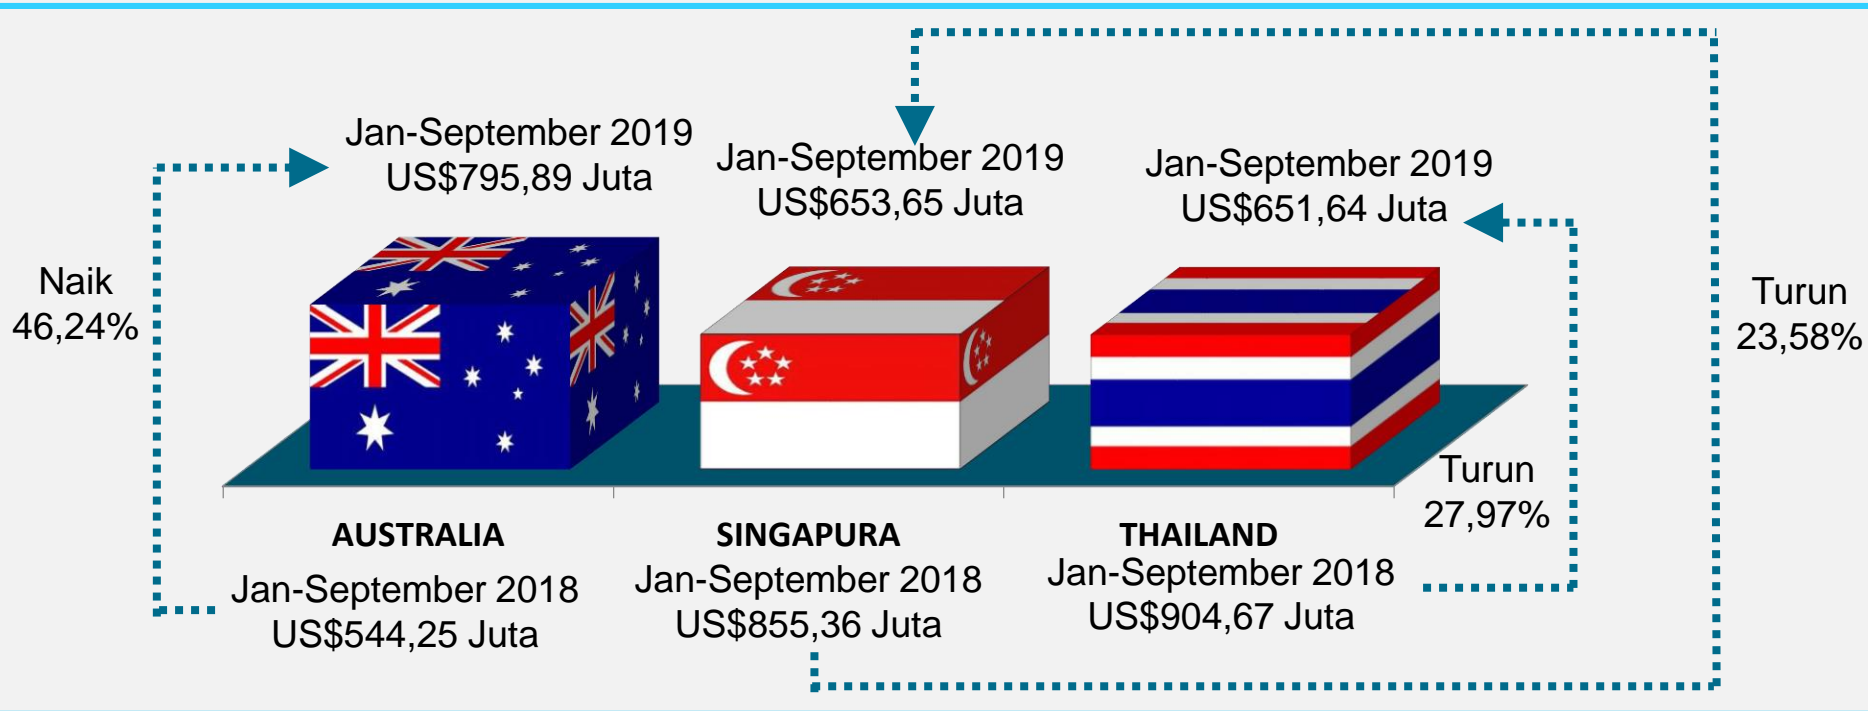 Jan-September 2019
US$795,89 Juta
Jan-September 2019
US$653,65 Juta
Jan-September 2019
US$651,64 Juta
Naik
46,24%
Turun
23,58%
Turun
27,97%
AUSTRALIA
Jan-September 2018
US$544,25 Juta
SINGAPURA
Jan-September 2018
US$855,36 Juta
THAILAND
Jan-September 2018
US$904,67 Juta